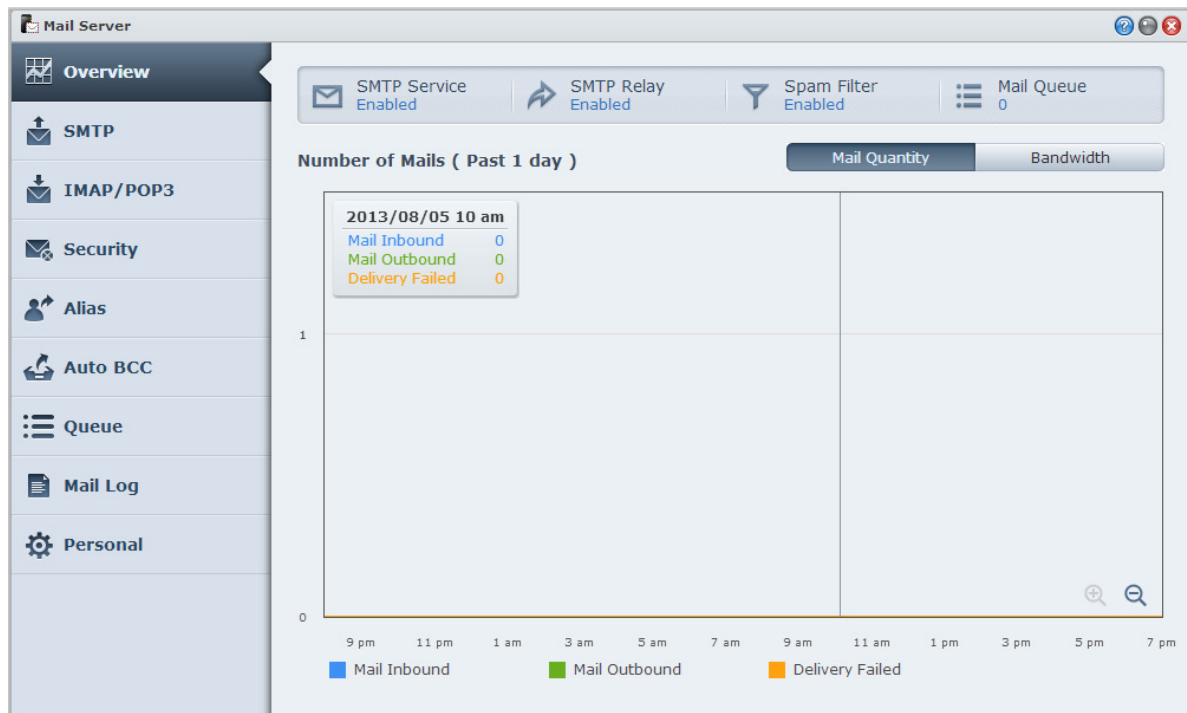 Mail Server
Overview
SMTP
IMAP/POP3
Security
Alias
Auto BCC
Queue
Mail Log
Personal
SMTP Service
Enabled
SMTP Relay
Enabled
Spam Filter
Enabled
Mail Queue
0
Number of Mails ( Past 1 day )
Mail Quantity
Bandwidth
2013/08/05 10 am
Mail Inbound 0
Mail Outbound 0
Delivery Failed 0
1
0
9 pm 11 pm 1 am 3 am 5 am 7 am 9 am 11 am 1 pm 3 pm 5 pm 7 pm
Mail Inbound Mail Outbound Delivery Failed